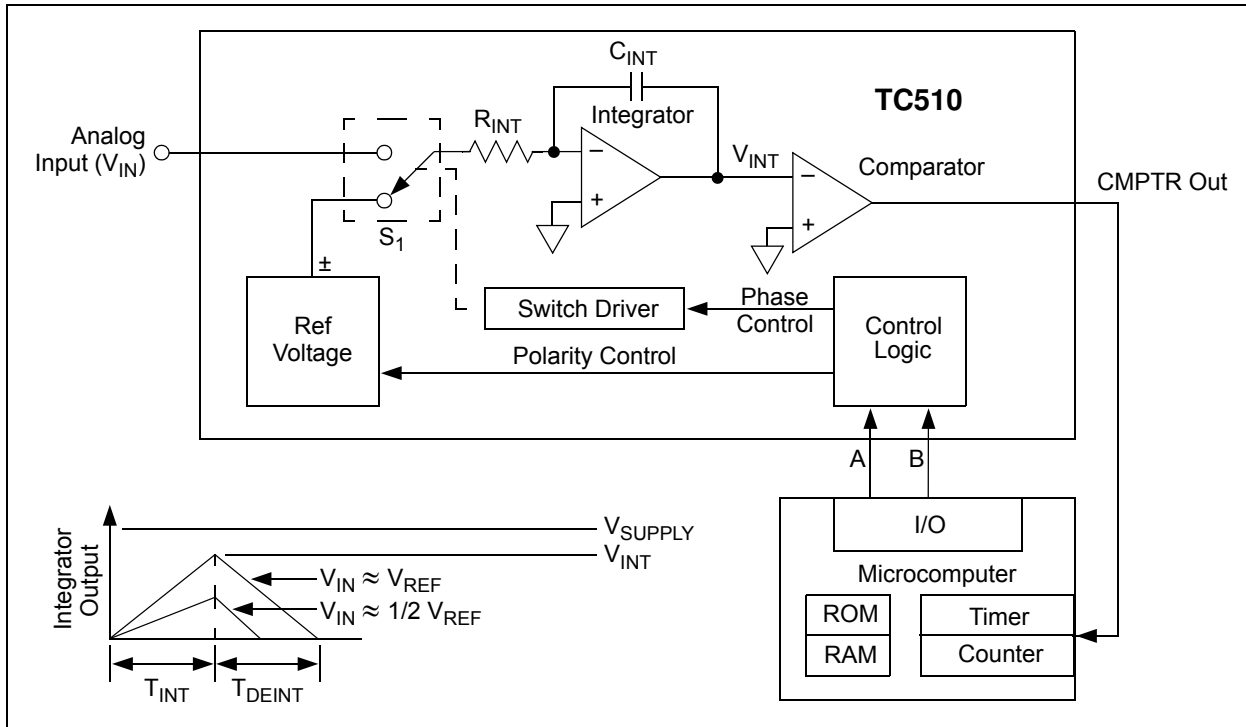 TC510
C_INT
Integrator
R_INT
Analog
Input (V_IN)
S_1
−
+
V_INT
−
+
Comparator
CMPTR Out
±
Ref
Voltage
Switch Driver
Phase
Control
Polarity Control
Control
Logic
A
B
I/O
Microcomputer
ROM
RAM
Timer
Counter
Integrator
Output
V_SUPPLY
V_INT
V_IN ≈ V_REF
V_IN ≈ 1/2 V_REF
T_INT
T_DEINT